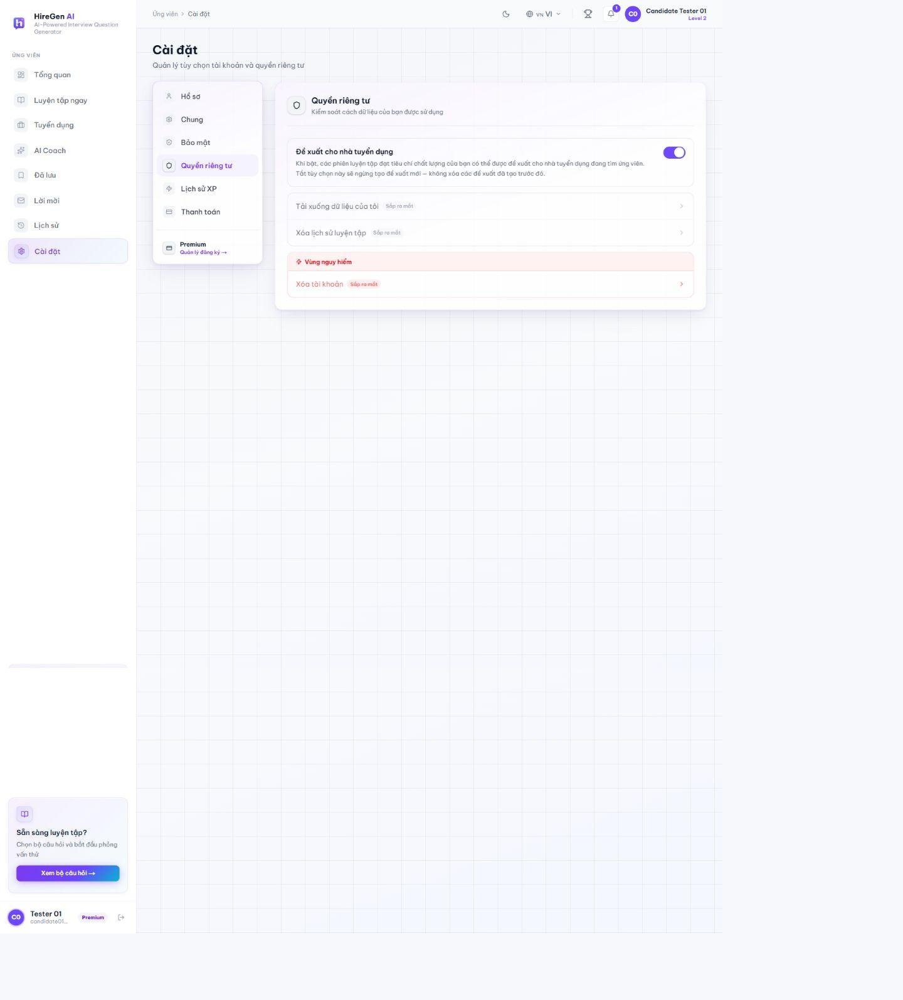 HireGen AI
AI-Powered Interview Question
Generator
ỨNG VIÊN
Tổng quan
Luyện tập ngay
Tuyển dụng
AI Coach
Đã lưu
Lời mời
Lịch sử
Cài đặt
Sẵn sàng luyện tập?
Chọn bộ câu hỏi và bắt đầu phỏng
vấn thử
Xem bộ câu hỏi →
C0
Tester 01
candidate01...
Premium
Ứng viên > Cài đặt
VN VI
1
C0
Candidate Tester 01
Level 2
Cài đặt
Quản lý tùy chọn tài khoản và quyền riêng tư
Hồ sơ
Chung
Bảo mật
Quyền riêng tư
Lịch sử XP
Thanh toán
Premium
Quản lý đăng ký →
Quyền riêng tư
Kiểm soát cách dữ liệu của bạn được sử dụng
Đề xuất cho nhà tuyển dụng
Khi bật, các phiên luyện tập đạt tiêu chí chất lượng của bạn có thể được đề xuất cho nhà tuyển dụng đang tìm ứng viên.
Tắt tùy chọn này sẽ ngừng tạo đề xuất mới — không xóa các đề xuất đã tạo trước đó.
Tải xuống dữ liệu của tôi Sắp ra mắt
Xóa lịch sử luyện tập Sắp ra mắt
Vùng nguy hiểm
Xóa tài khoản Sắp ra mắt